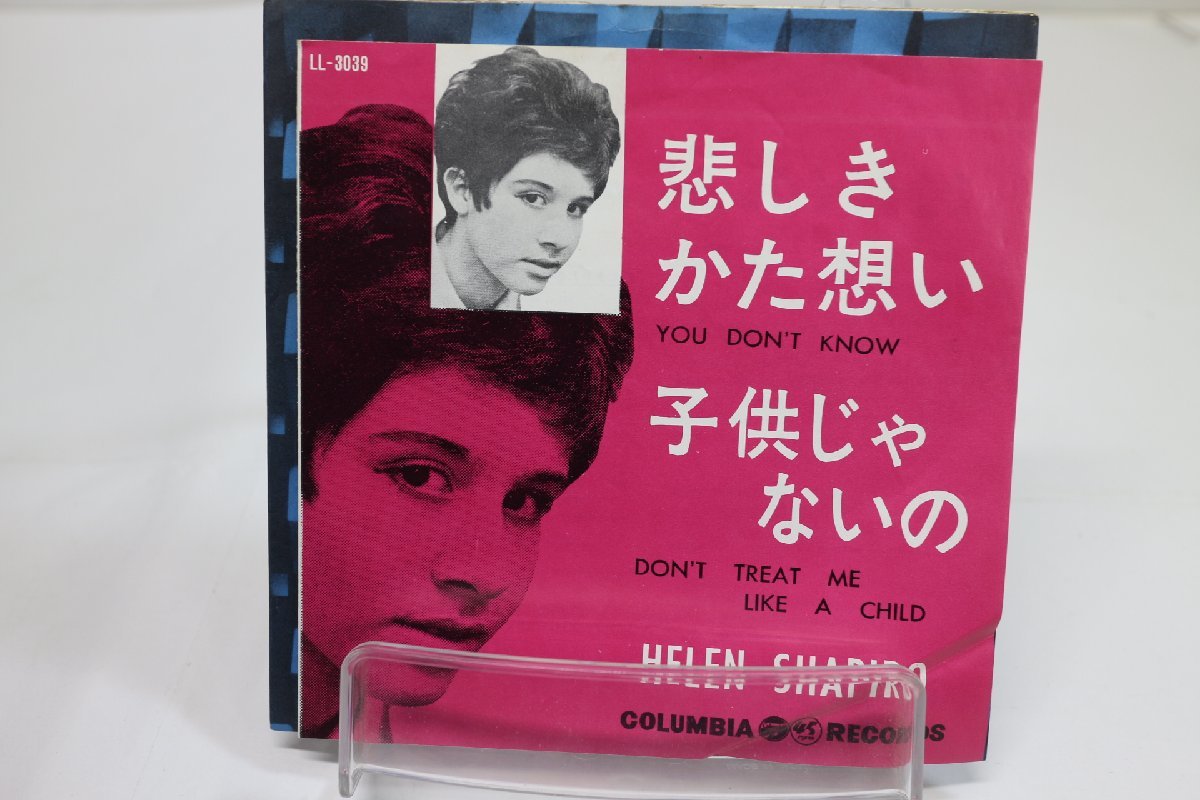 LL-3039
悲しき
かた想い
YOU DON'T KNOW
子供じゃ
ないの
DON'T TREAT ME
LIKE A CHILD
HELEN SHAPIRO
COLUMBIA 45 RECORDS